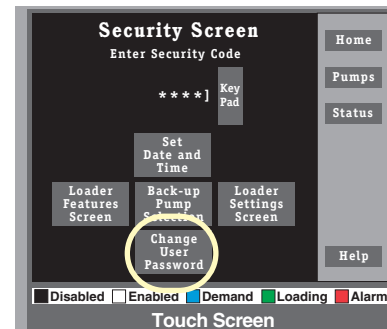 Security Screen
Enter Security Code
****]
Key
Pad
Home
Pumps
Status
Set
Date and
Time
Loader
Features
Screen
Back-up
Pump
Selection
Loader
Settings
Screen
Change
User
Password
Help
Disabled Enabled Demand Loading Alarm
Touch Screen